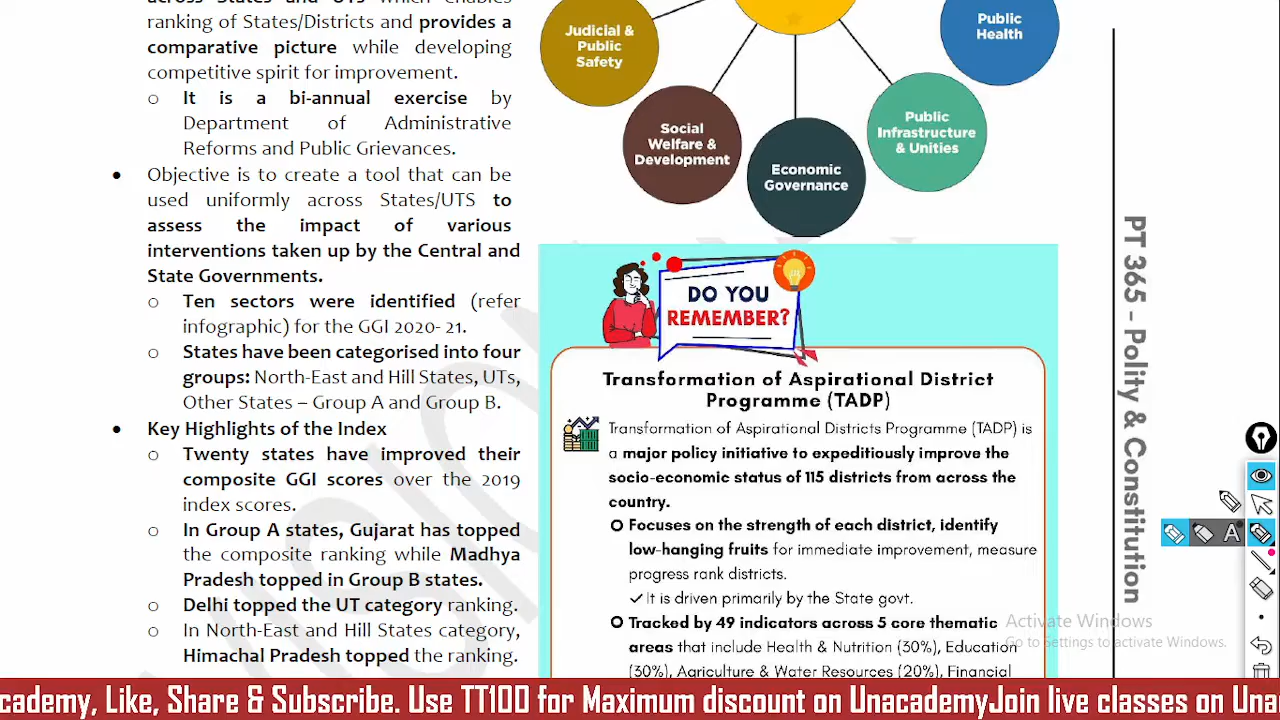 across States and UTs which enables
ranking of States/Districts and provides a
comparative picture while developing
competitive spirit for improvement.
o It is a bi-annual exercise by
Department of Administrative
Reforms and Public Grievances.
• Objective is to create a tool that can be
used uniformly across States/UTS to
assess the impact of various
interventions taken up by the Central and
State Governments.
o Ten sectors were identified (refer
infographic) for the GGI 2020- 21.
o States have been categorised into four
groups: North-East and Hill States, UTs,
Other States – Group A and Group B.
• Key Highlights of the Index
o Twenty states have improved their
composite GGI scores over the 2019
index scores.
o In Group A states, Gujarat has topped
the composite ranking while Madhya
Pradesh topped in Group B states.
o Delhi topped the UT category ranking.
o In North-East and Hill States category,
Himachal Pradesh topped the ranking.
Judicial &
Public
Safety
Social
Welfare &
Development
Economic
Governance
Public
Infrastructure
& Unities
Public
Health
DO YOU
REMEMBER?
Transformation of Aspirational District
Programme (TADP)
Transformation of Aspirational Districts Programme (TADP) is
a major policy initiative to expeditiously improve the
socio-economic status of 115 districts from across the
country.
O Focuses on the strength of each district, identify
low-hanging fruits for immediate improvement, measure
progress rank districts.
✓ It is driven primarily by the State govt.
O Tracked by 49 indicators across 5 core thematic
areas that include Health & Nutrition (30%), Education
(30%), Agriculture & Water Resources (20%), Financial
PT 365 - Polity & Constitution
A
Activate Windows
Go to Settings to activate Windows.
cademy, Like, Share & Subscribe. Use TT100 for Maximum discount on UnacademyJoin live classes on Una